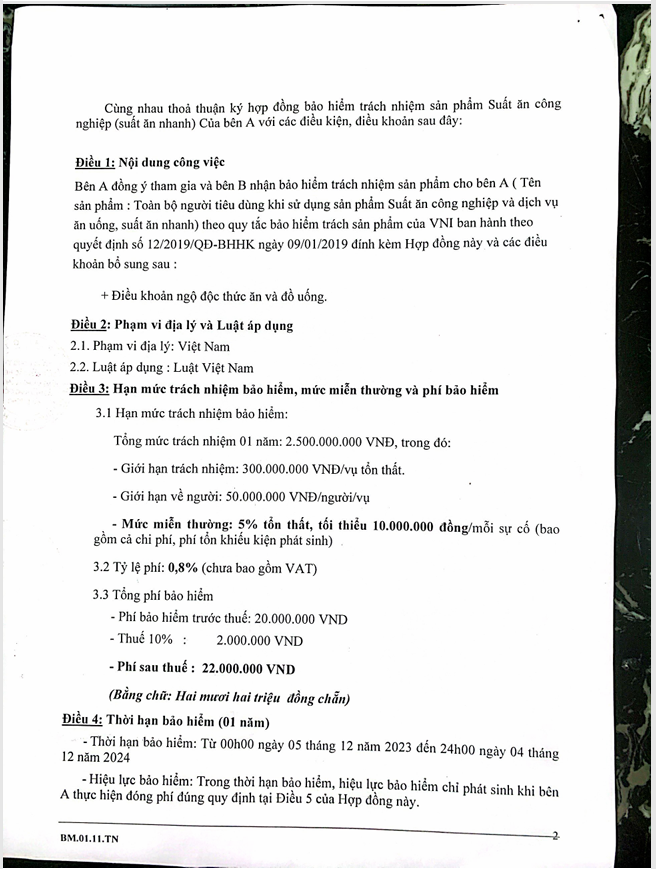 Cùng nhau thoả thuận ký hợp đồng bảo hiểm trách nhiệm sản phẩm Suất ăn công
nghiệp (suất ăn nhanh) Của bên A với các điều kiện, điều khoản sau đây:
Điều 1: Nội dung công việc
Bên A đồng ý tham gia và bên B nhận bảo hiểm trách nhiệm sản phẩm cho bên A ( Tên
sản phẩm : Toàn bộ người tiêu dùng khi sử dụng sản phẩm Suất ăn công nghiệp và dịch vụ
ăn uống, suất ăn nhanh) theo quy tắc bảo hiểm trách sản phẩm của VNI ban hành theo
quyết định số 12/2019/QĐ-BHHK ngày 09/01/2019 đính kèm Hợp đồng này và các điều
khoản bổ sung sau :
+ Điều khoản ngộ độc thức ăn và đồ uống.
Điều 2: Phạm vi địa lý và Luật áp dụng
2.1. Phạm vi địa lý: Việt Nam
2.2. Luật áp dụng : Luật Việt Nam
Điều 3: Hạn mức trách nhiệm bảo hiểm, mức miễn thường và phí bảo hiểm
3.1 Hạn mức trách nhiệm bảo hiểm:
Tổng mức trách nhiệm 01 năm: 2.500.000.000 VNĐ, trong đó:
- Giới hạn trách nhiệm: 300.000.000 VNĐ/vụ tổn thất.
- Giới hạn về người: 50.000.000 VNĐ/người/vụ
- Mức miễn thường: 5% tổn thất, tối thiểu 10.000.000 đồng/mỗi sự cố (bao
gồm cả chi phí, phí tổn khiếu kiện phát sinh)
3.2 Tỷ lệ phí: 0,8% (chưa bao gồm VAT)
3.3 Tổng phí bảo hiểm
- Phí bảo hiểm trước thuế: 20.000.000 VND
- Thuế 10% : 2.000.000 VND
- Phí sau thuế : 22.000.000 VND
(Bằng chữ: Hai mươi hai triệu đồng chẵn)
Điều 4: Thời hạn bảo hiểm (01 năm)
- Thời hạn bảo hiểm: Từ 00h00 ngày 05 tháng 12 năm 2023 đến 24h00 ngày 04 tháng
12 năm 2024
- Hiệu lực bảo hiểm: Trong thời hạn bảo hiểm, hiệu lực bảo hiểm chỉ phát sinh khi bên
A thực hiện đóng phí đúng quy định tại Điều 5 của Hợp đồng này.
BM.01.11.TN
2